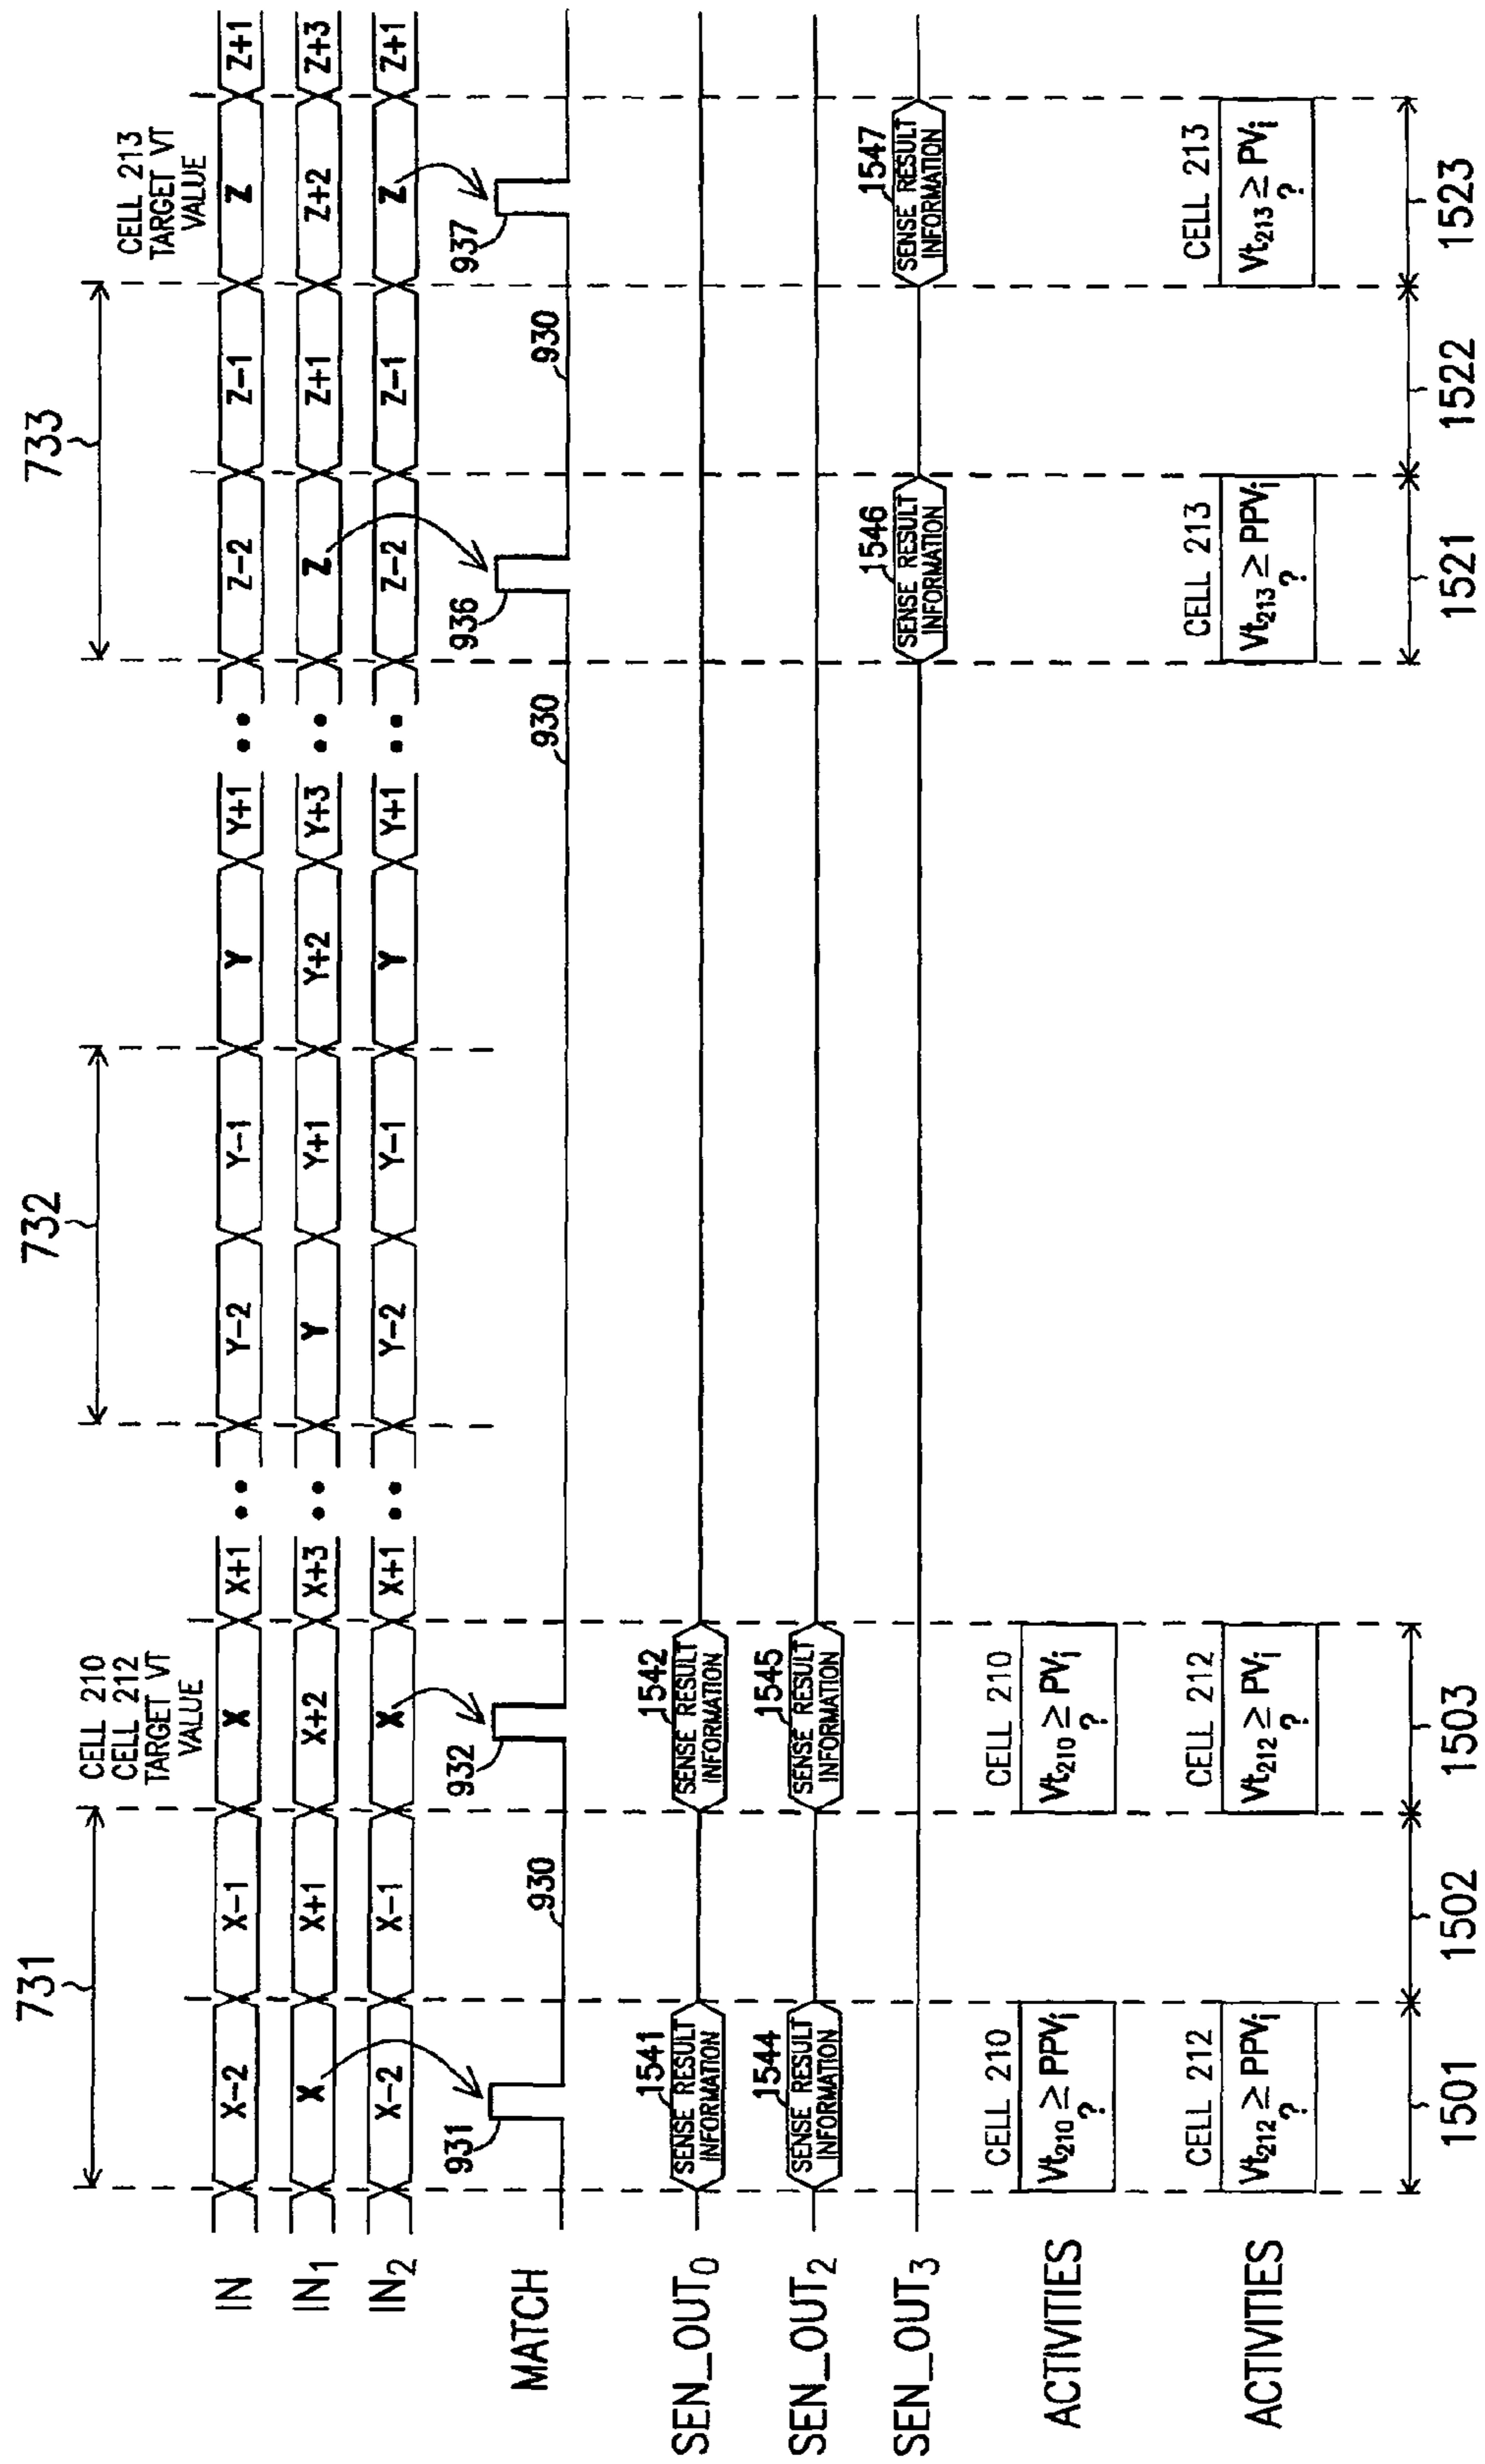 731
732
733
CELL 210
CELL 212
TARGET VT
VALUE
CELL 213
TARGET VT
VALUE
IN X-2 X-1 X X+1 •• Y-2 Y-1 Y Y+1 •• Z-2 Z-1 Z Z+1
IN1 X X+1 X+2 X+3 •• Y Y+1 Y+2 Y+3 •• Z Z+1 Z+2 Z+3
IN2 X-2 X-1 X X+1 •• Y-2 Y-1 Y Y+1 •• Z-2 Z-1 Z Z+1
MATCH 931 930 932 930 936 930 937
SEN_OUT0
1541
SENSE RESULT
INFORMATION
1542
SENSE RESULT
INFORMATION
SEN_OUT2
1544
SENSE RESULT
INFORMATION
1545
SENSE RESULT
INFORMATION
SEN_OUT3
1546
SENSE RESULT
INFORMATION
1547
SENSE RESULT
INFORMATION
ACTIVITIES
CELL 210
Vt210 ≥ PPVi
?
CELL 210
Vt210 ≥ PVi
?
ACTIVITIES
CELL 212
Vt212 ≥ PPVi
?
CELL 212
Vt212 ≥ PVi
?
CELL 213
Vt213 ≥ PPVi
?
CELL 213
Vt213 ≥ PVi
?
1501 1502 1503 1521 1522 1523